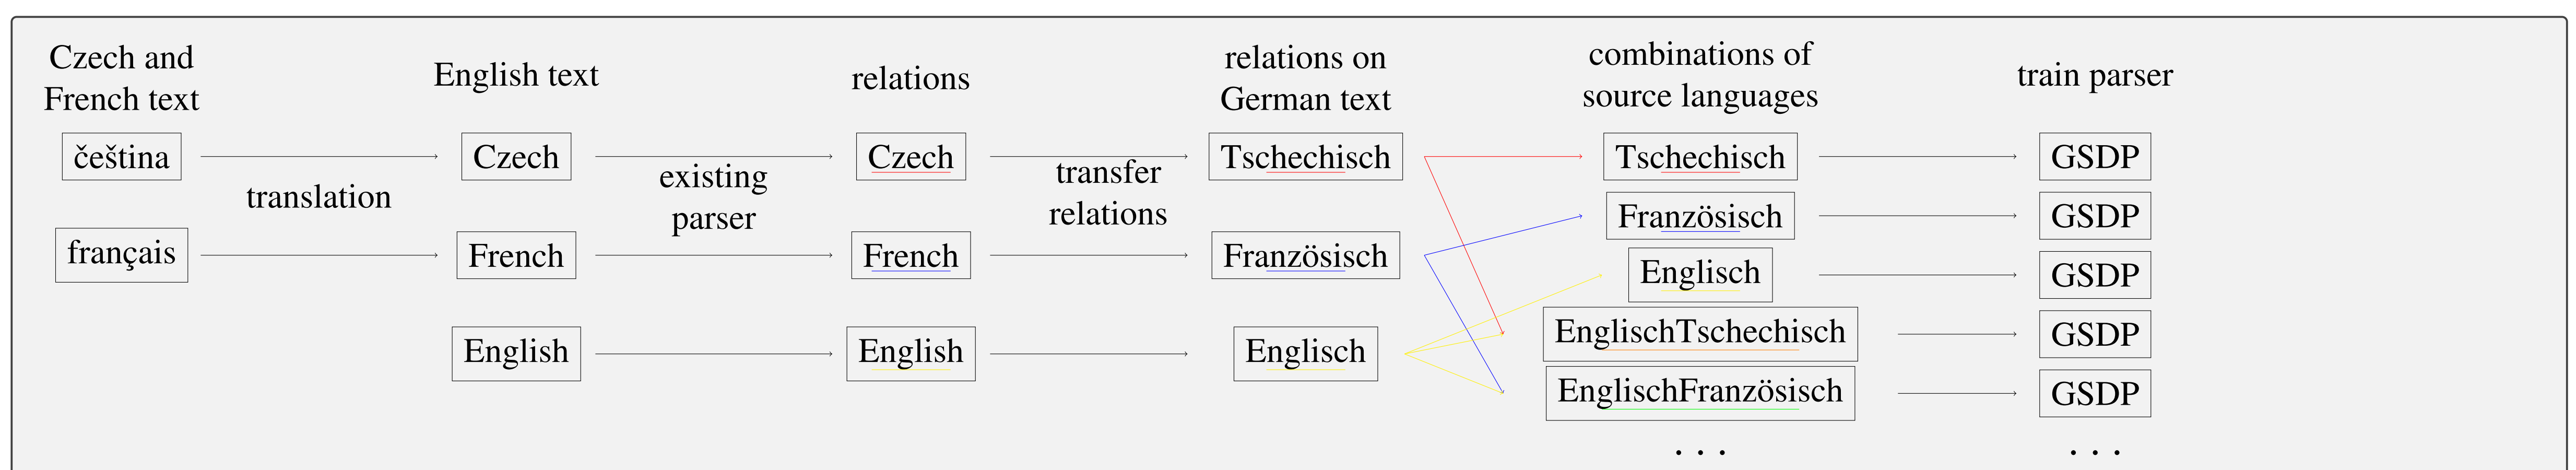 Czech and
French text
English text
relations
relations on
German text
combinations of
source languages
train parser
čeština
Czech
Czech
Tschechisch
Tschechisch
GSDP
translation
existing
parser
transfer
relations
Französisch
GSDP
français
French
French
Französisch
Englisch
GSDP
English
English
Englisch
EnglischTschechisch
GSDP
EnglischFranzösisch
GSDP
. . .
. . .